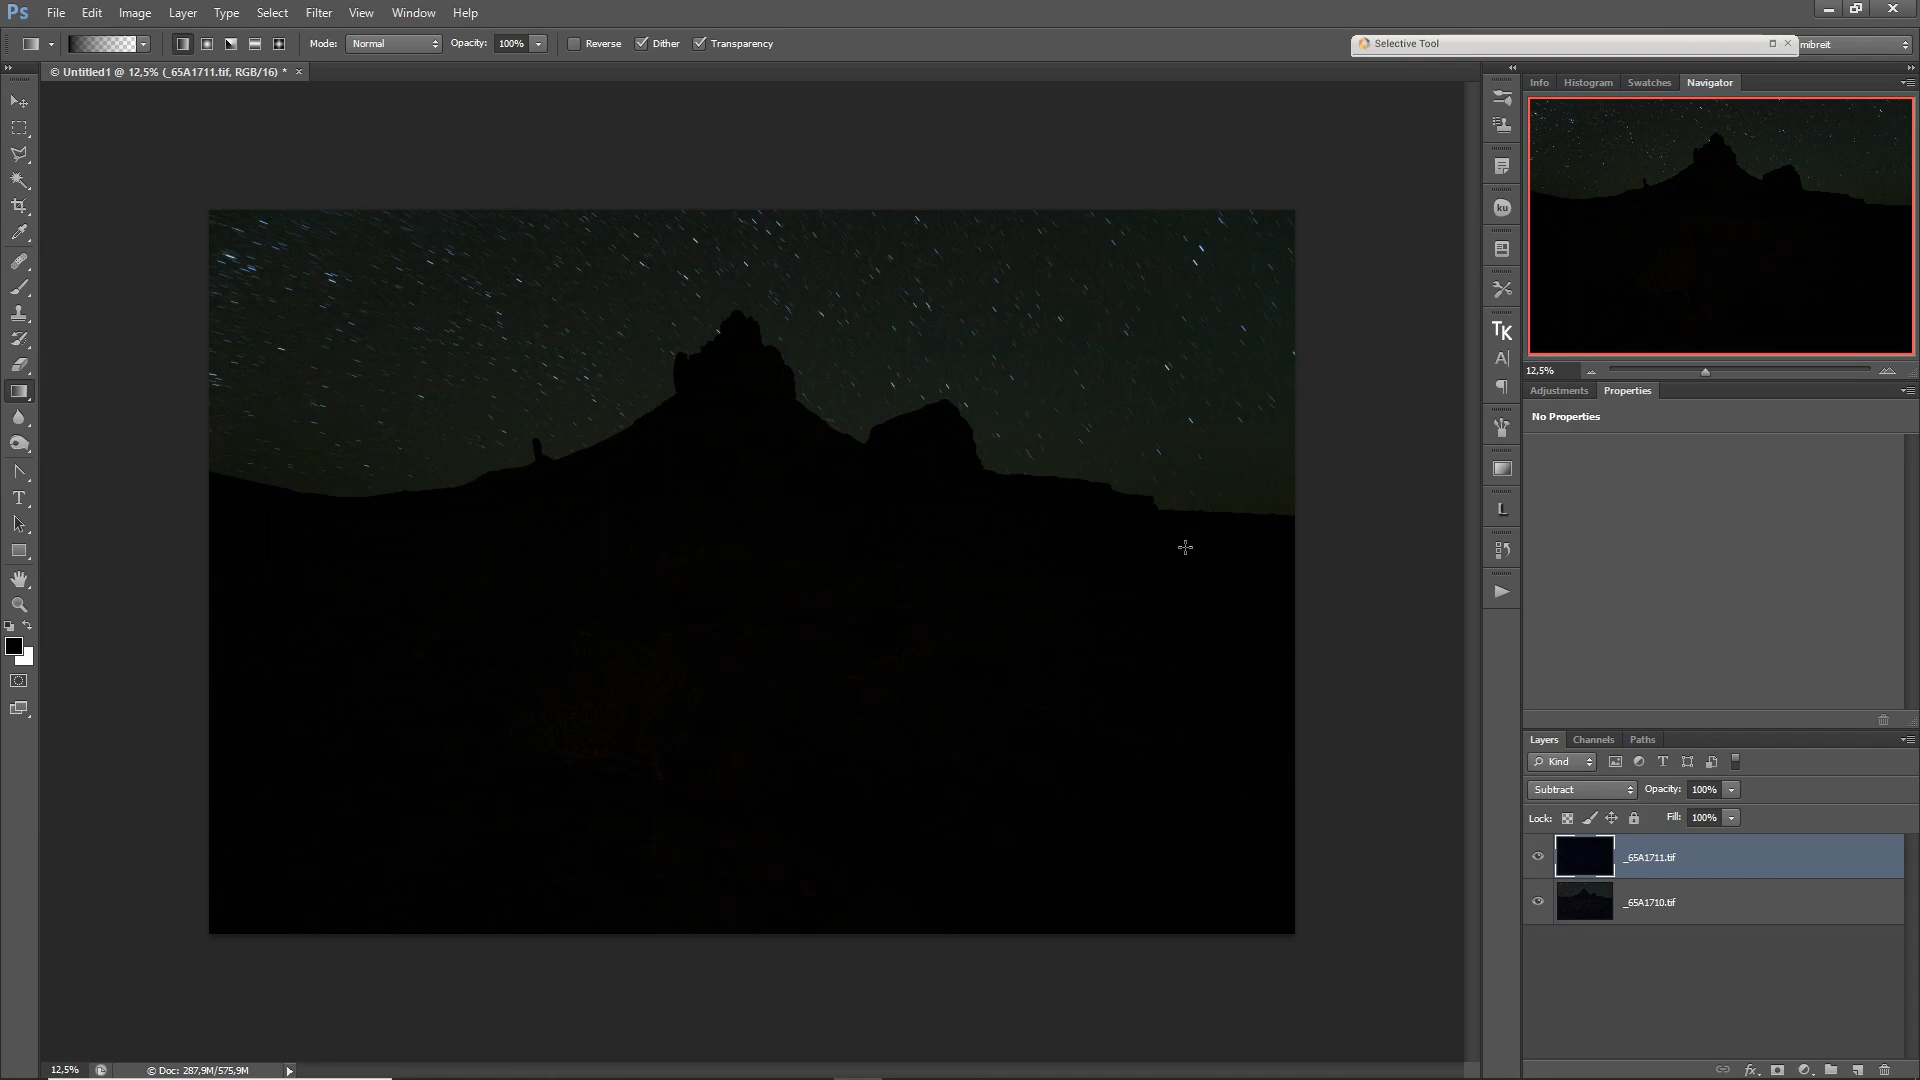 Ps File Edit Image Layer Type Select Filter View Window Help
Mode: Normal Opacity: 100% Reverse Dither Transparency
Selective Tool
mibreit
© Untitled1 @ 12,5% (_65A1711.tif, RGB/16) * ×
Info Histogram Swatches Navigator
ku
TK
A
L
T
12,5%
Adjustments Properties
No Properties
Layers Channels Paths
Kind
T
Subtract Opacity: 100%
Lock: Fill: 100%
_65A1711.tif
_65A1710.tif
fx
12,5% © Doc: 287,9M/575,9M